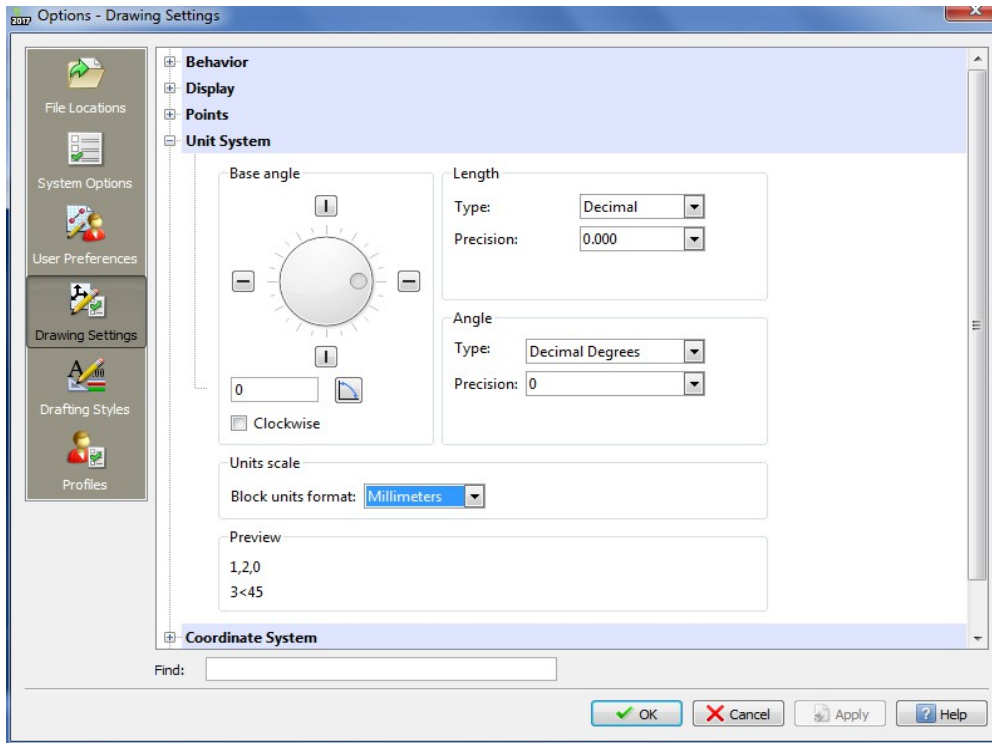 2017 Options - Drawing Settings
File Locations
System Options
User Preferences
Drawing Settings
Drafting Styles
Profiles
Behavior
Display
Points
Unit System
Base angle
0
Clockwise
Length
Type: Decimal
Precision: 0.000
Angle
Type: Decimal Degrees
Precision: 0
Units scale
Block units format: Millimeters
Preview
1,2,0
3<45
Coordinate System
Find:
OK Cancel Apply Help